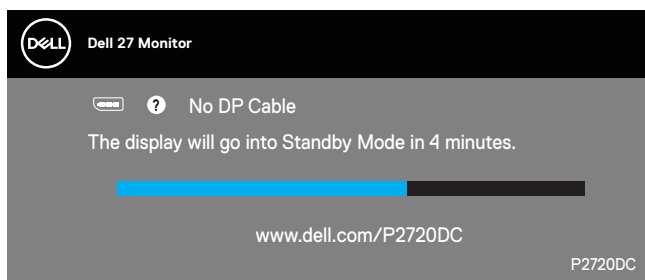 DELL
Dell 27 Monitor
? No DP Cable
The display will go into Standby Mode in 4 minutes.
www.dell.com/P2720DC
P2720DC